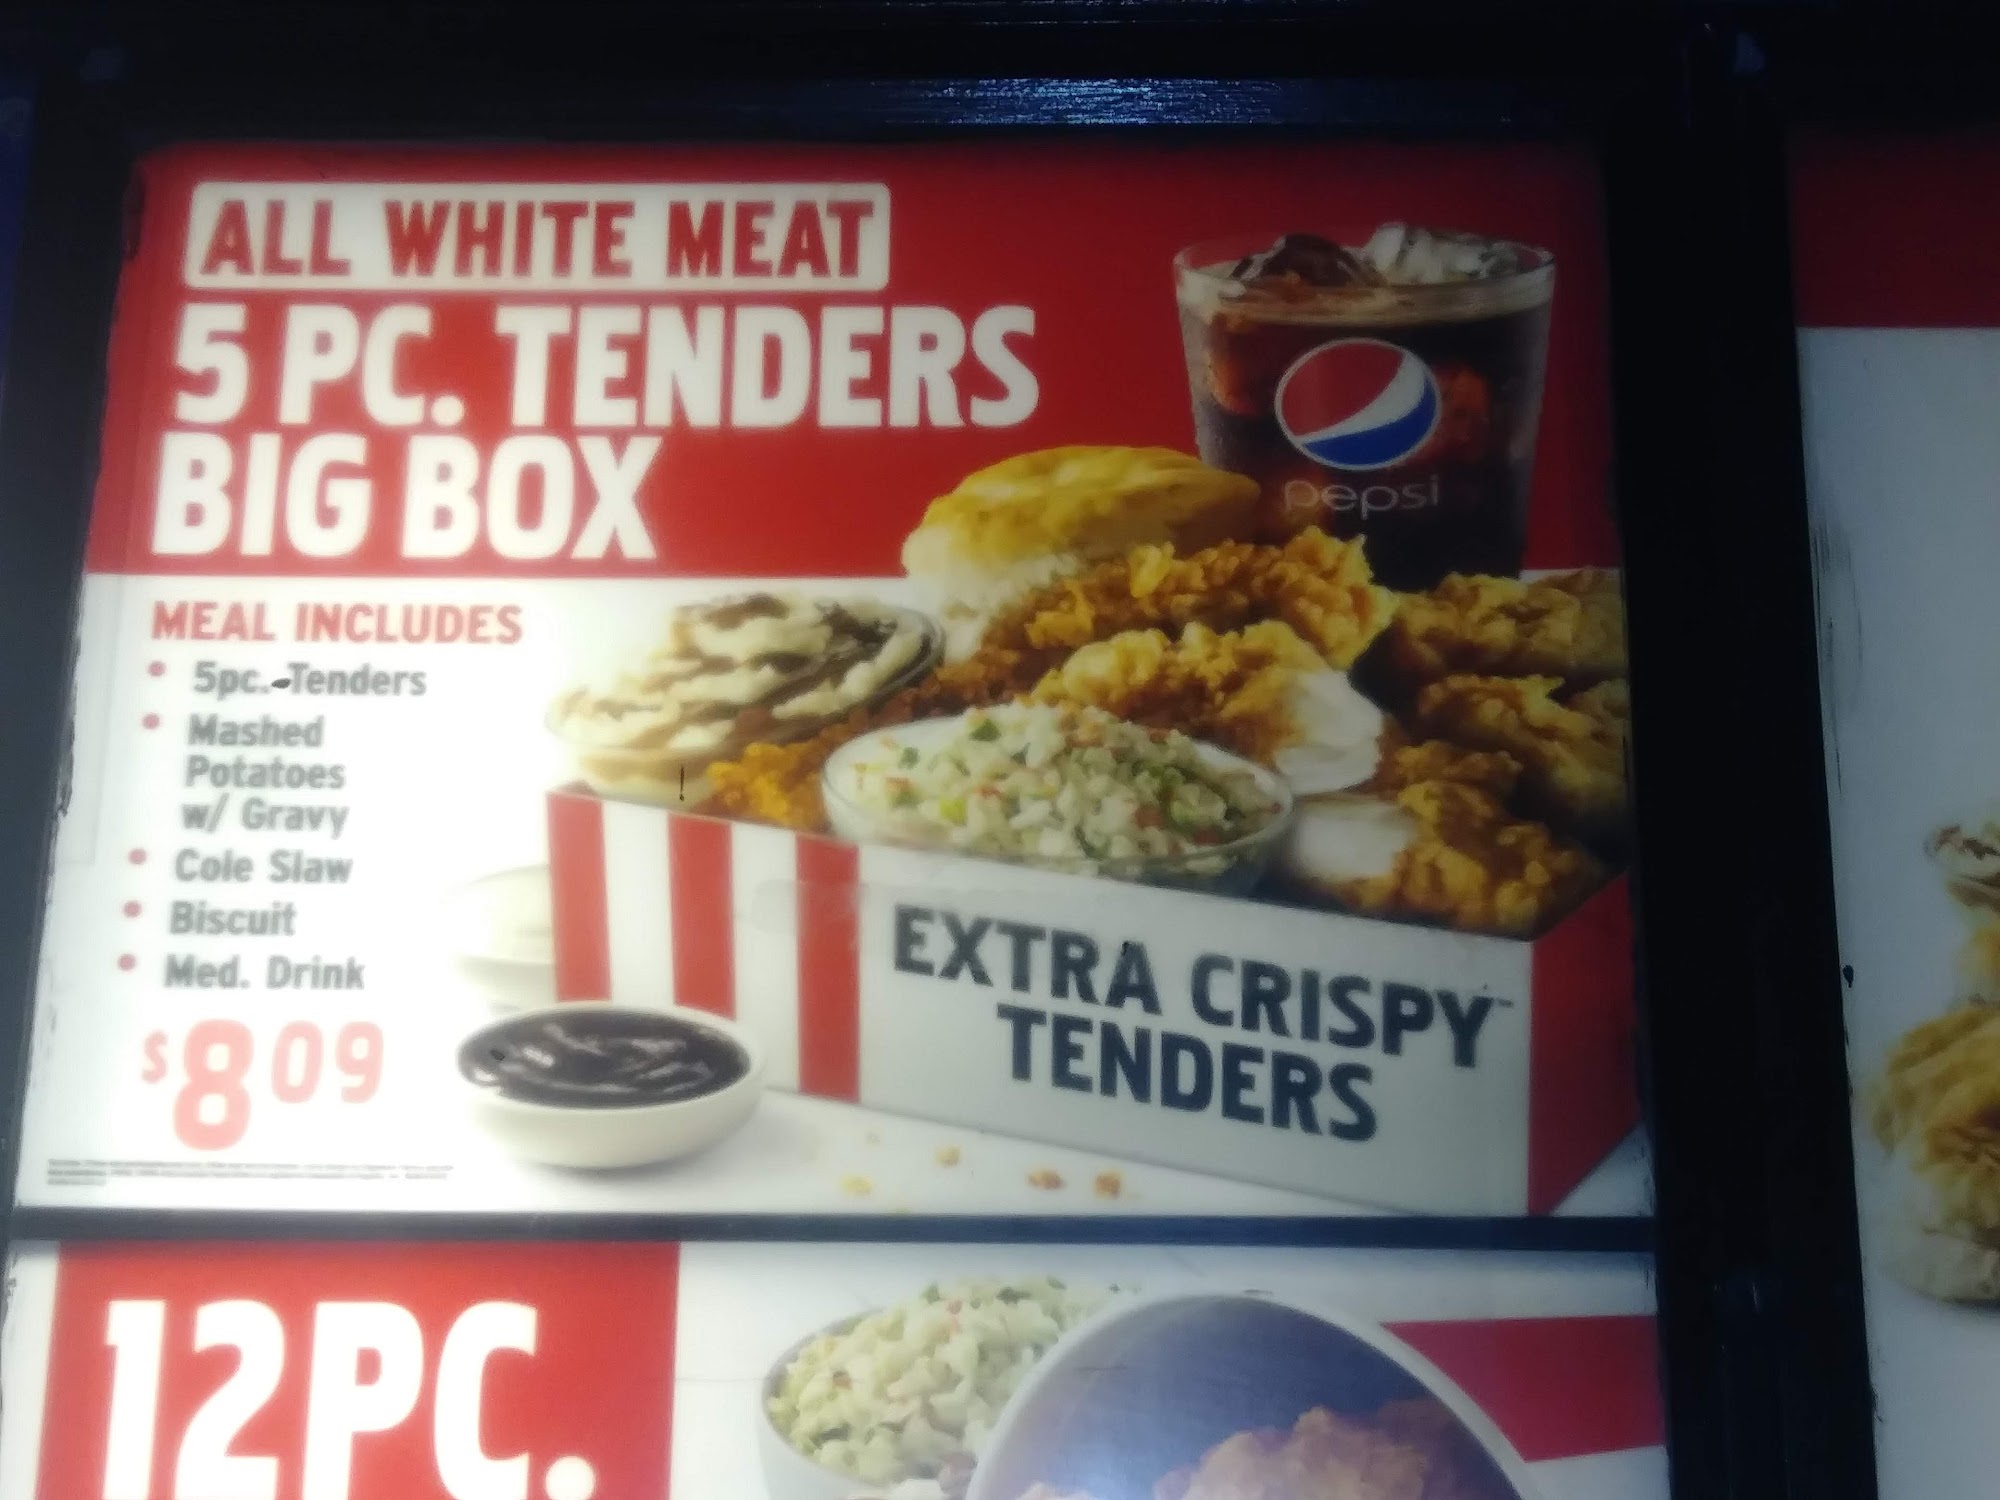 ALL WHITE MEAT
5 PC. TENDERS
BIG BOX
pepsi
MEAL INCLUDES
• 5pc. Tenders
• Mashed
Potatoes
w/ Gravy
• Cole Slaw
• Biscuit
• Med. Drink
$809
EXTRA CRISPY™
TENDERS
12PC.